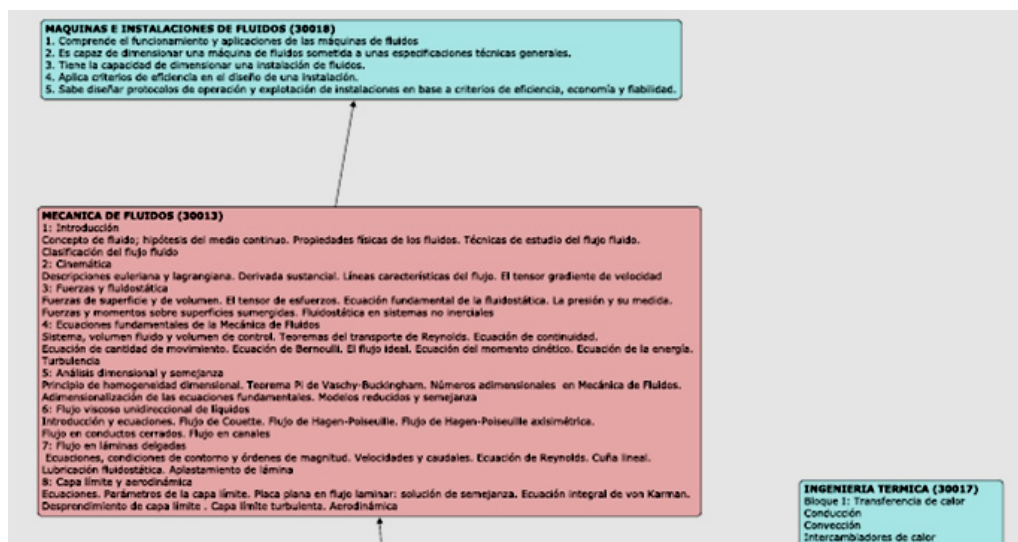 MAQUINAS E INSTALACIONES DE FLUIDOS (30018)
1. Comprende el funcionamiento y aplicaciones de las máquinas de fluidos
2. Es capaz de dimensionar una máquina de fluidos sometida a unas especificaciones técnicas generales.
3. Tiene la capacidad de dimensionar una instalación de fluidos.
4. Aplica criterios de eficiencia en el diseño de una instalación.
5. Sabe diseñar protocolos de operación y explotación de instalaciones en base a criterios de eficiencia, economía y fiabilidad.
MECANICA DE FLUIDOS (30013)
1: Introducción
Concepto de fluido; hipótesis del medio continuo. Propiedades físicas de los fluidos. Técnicas de estudio del flujo fluido.
Clasificación del flujo fluido
2: Cinemática
Descripciones euleriana y lagrangiana. Derivada sustancial. Líneas características del flujo. El tensor gradiente de velocidad
3: Fuerzas y fluidostática
Fuerzas de superficie y de volumen. El tensor de esfuerzos. Ecuación fundamental de la fluidostática. La presión y su medida.
Fuerzas y momentos sobre superficies sumergidas. Fluidostática en sistemas no inerciales
4: Ecuaciones fundamentales de la Mecánica de Fluidos
Sistema, volumen fluido y volumen de control. Teoremas del transporte de Reynolds. Ecuación de continuidad.
Ecuación de cantidad de movimiento. Ecuación de Bernoulli. El flujo ideal. Ecuación del momento cinético. Ecuación de la energía.
Turbulencia
5: Análisis dimensional y semejanza
Principio de homogeneidad dimensional. Teorema Pi de Vaschy-Buckingham. Números adimensionales en Mecánica de Fluidos.
Adimensionalización de las ecuaciones fundamentales. Modelos reducidos y semejanza
6: Flujo viscoso unidireccional de líquidos
Introducción y ecuaciones. Flujo de Couette. Flujo de Hagen-Poiseuille. Flujo de Hagen-Poiseuille axisimétrica.
Flujo en conductos cerrados. Flujo en canales
7: Flujo en láminas delgadas
Ecuaciones, condiciones de contorno y órdenes de magnitud. Velocidades y caudales. Ecuación de Reynolds. Cuña lineal.
Lubricación fluidostática. Aplastamiento de lámina
8: Capa límite y aerodinámica
Ecuaciones. Parámetros de la capa límite. Placa plana en flujo laminar: solución de semejanza. Ecuación integral de von Karman.
Desprendimiento de capa límite . Capa límite turbulenta. Aerodinámica
INGENIERIA TERMICA (30017)
Bloque I: Transferencia de calor
Conducción
Convección
Intercambiadores de calor